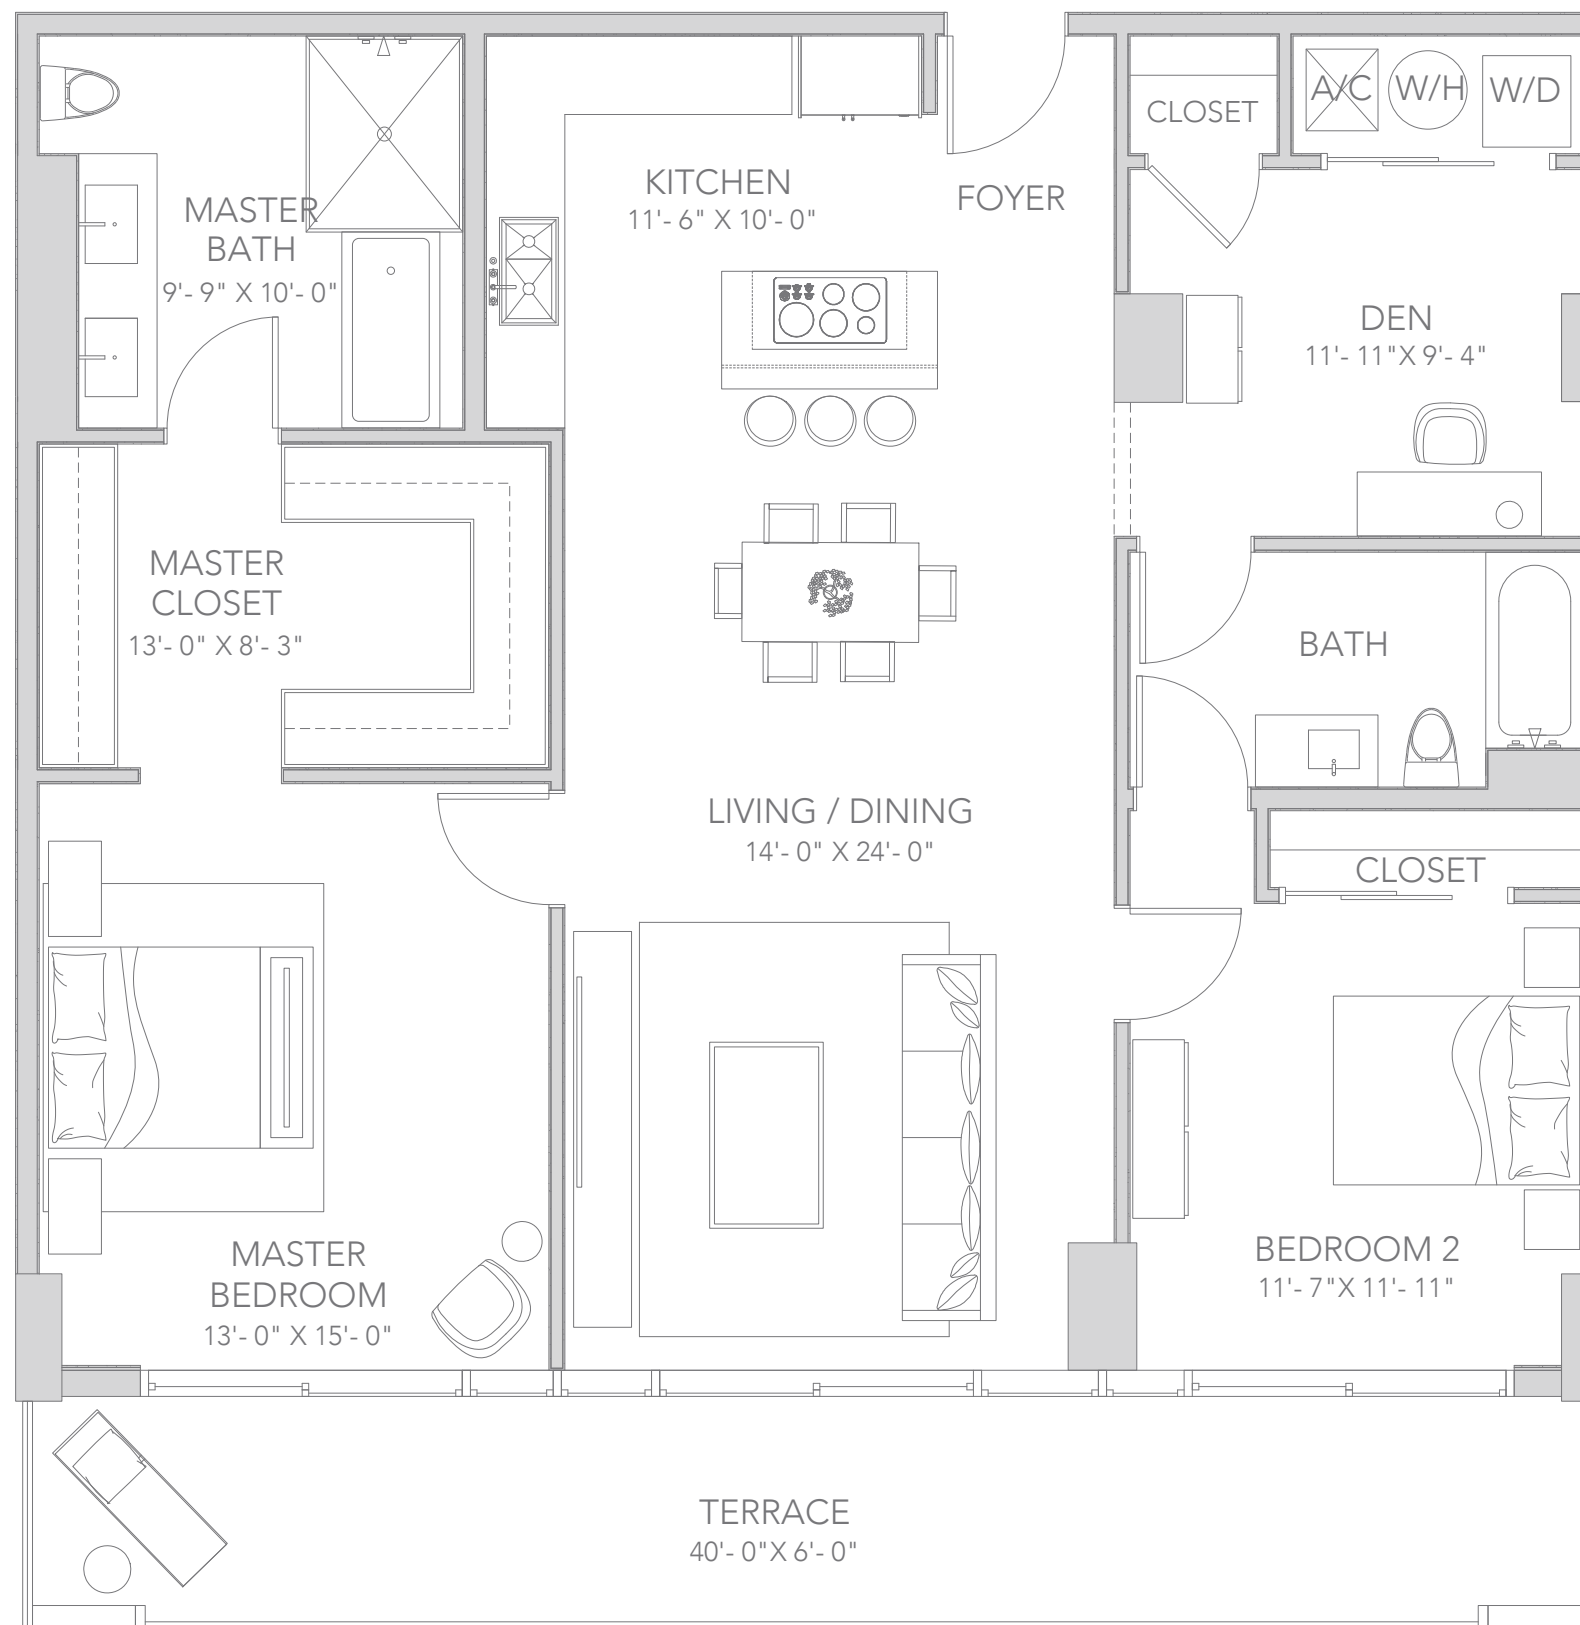 A/C
W/H
W/D
CLOSET
KITCHEN
11'- 6" X 10'- 0"
FOYER
MASTER
BATH
9'- 9" X 10'- 0"
DEN
11'- 11"X 9'- 4"
MASTER
CLOSET
13'- 0" X 8'- 3"
BATH
LIVING / DINING
14'- 0" X 24'- 0"
CLOSET
MASTER
BEDROOM
13'- 0" X 15'- 0"
BEDROOM 2
11'- 7"X 11'- 11"
TERRACE
40'- 0"X 6'- 0"